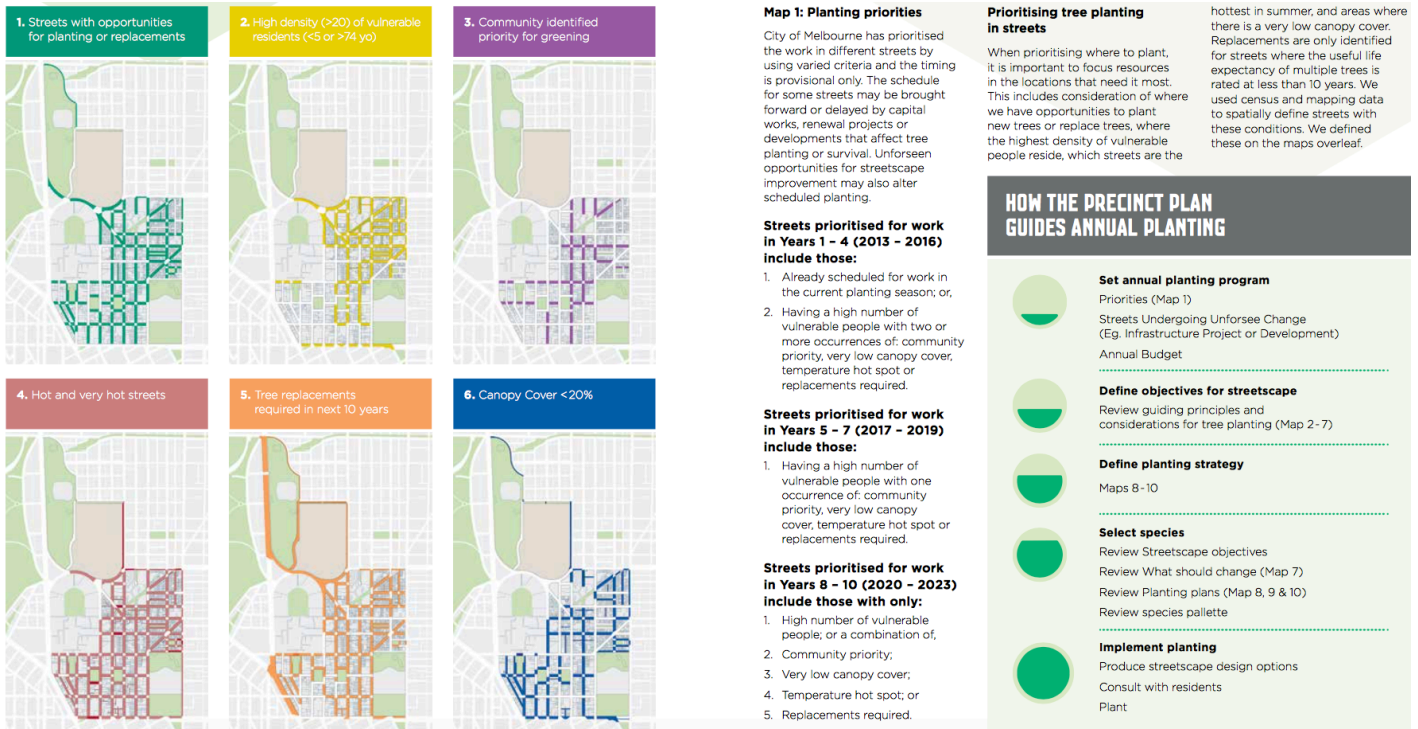 1. Streets with opportunities
for planting or replacements
2. High density (>20) of vulnerable
residents (<5 or >74 yo)
3. Community identified
priority for greening
4. Hot and very hot streets
5. Tree replacements
required in next 10 years
6. Canopy Cover <20%
Map 1: Planting priorities
City of Melbourne has prioritised
the work in different streets by
using varied criteria and the timing
is provisional only. The schedule
for some streets may be brought
forward or delayed by capital
works, renewal projects or
developments that affect tree
planting or survival. Unforseen
opportunities for streetscape
improvement may also alter
scheduled planting.
Streets prioritised for work
in Years 1 – 4 (2013 – 2016)
include those:
1. Already scheduled for work in
the current planting season; or,
2. Having a high number of
vulnerable people with two or
more occurrences of: community
priority, very low canopy cover,
temperature hot spot or
replacements required.
Streets prioritised for work
in Years 5 – 7 (2017 – 2019)
include those:
1. Having a high number of
vulnerable people with one
occurrence of: community
priority, very low canopy
cover, temperature hot spot or
replacements required.
Streets prioritised for work
in Years 8 – 10 (2020 – 2023)
include those with only:
1. High number of vulnerable
people; or a combination of,
2. Community priority;
3. Very low canopy cover;
4. Temperature hot spot; or
5. Replacements required.
Prioritising tree planting
in streets
When prioritising where to plant,
it is important to focus resources
in the locations that need it most.
This includes consideration of where
we have opportunities to plant
new trees or replace trees, where
the highest density of vulnerable
people reside, which streets are the
hottest in summer, and areas where
there is a very low canopy cover.
Replacements are only identified
for streets where the useful life
expectancy of multiple trees is
rated at less than 10 years. We
used census and mapping data
to spatially define streets with
these conditions. We defined
these on the maps overleaf.
HOW THE PRECINCT PLAN
GUIDES ANNUAL PLANTING
Set annual planting program
Priorities (Map 1)
Streets Undergoing Unforsee Change
(Eg. Infrastructure Project or Development)
Annual Budget
Define objectives for streetscape
Review guiding principles and
considerations for tree planting (Map 2-7)
Define planting strategy
Maps 8-10
Select species
Review Streetscape objectives
Review What should change (Map 7)
Review Planting plans (Map 8, 9 & 10)
Review species pallette
Implement planting
Produce streetscape design options
Consult with residents
Plant